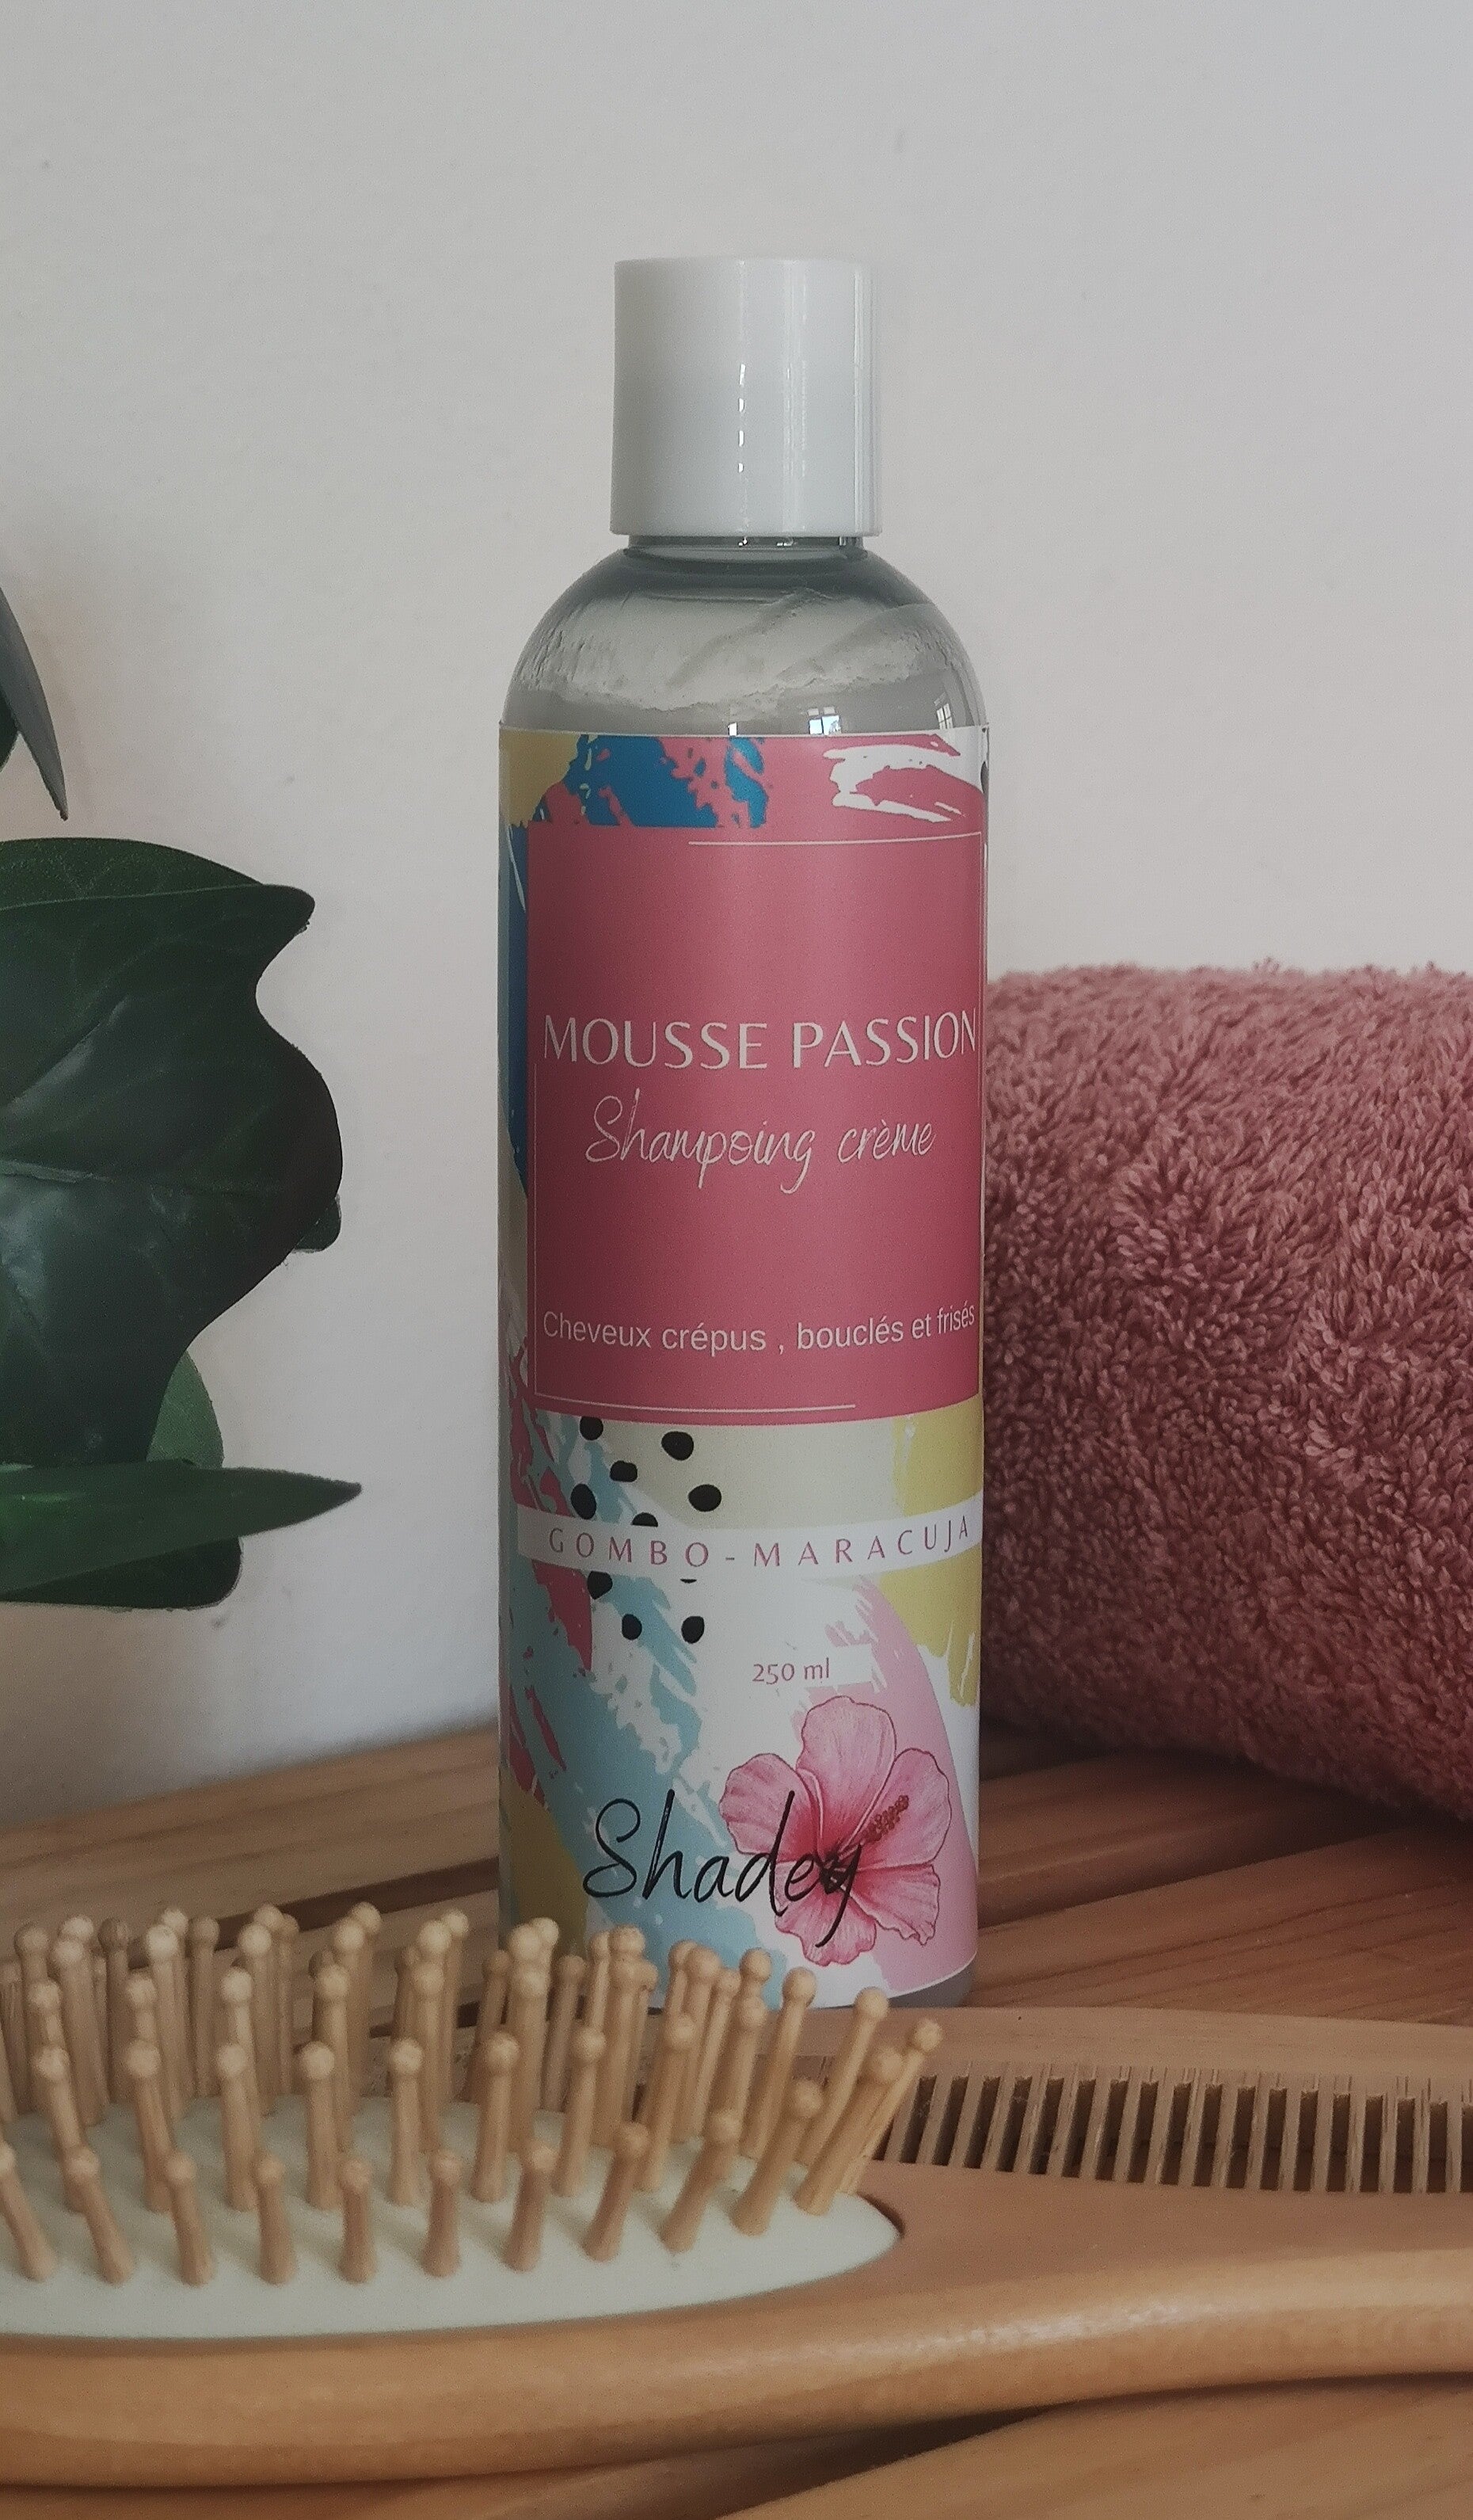 MOUSSE PASSION
Shampoing crème
Cheveux crépus , bouclés et frisés
GOMBO-MARACUJA
250 ml
Shadey